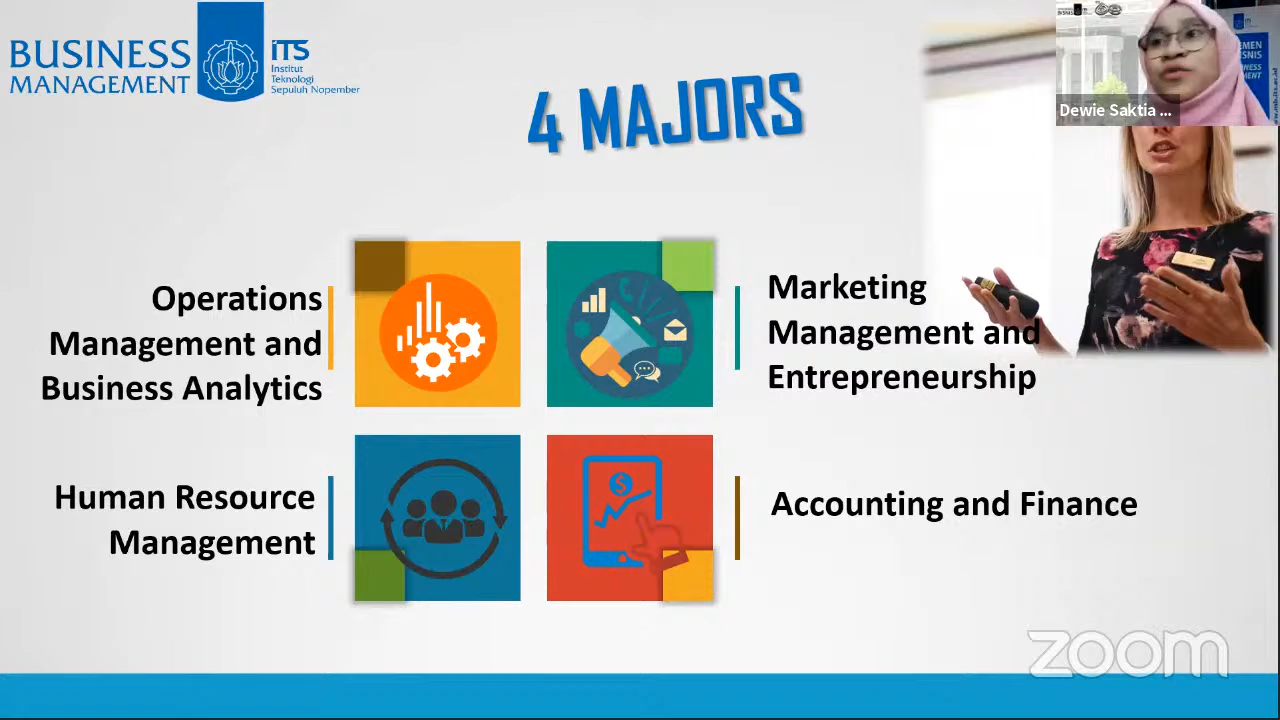 BUSINESS
MANAGEMENT
iTS
Institut
Teknologi
Sepuluh Nopember
4 MAJORS
Dewie Saktia ...
Operations
Management and
Business Analytics
Marketing
Management and
Entrepreneurship
Human Resource
Management
Accounting and Finance
zoom